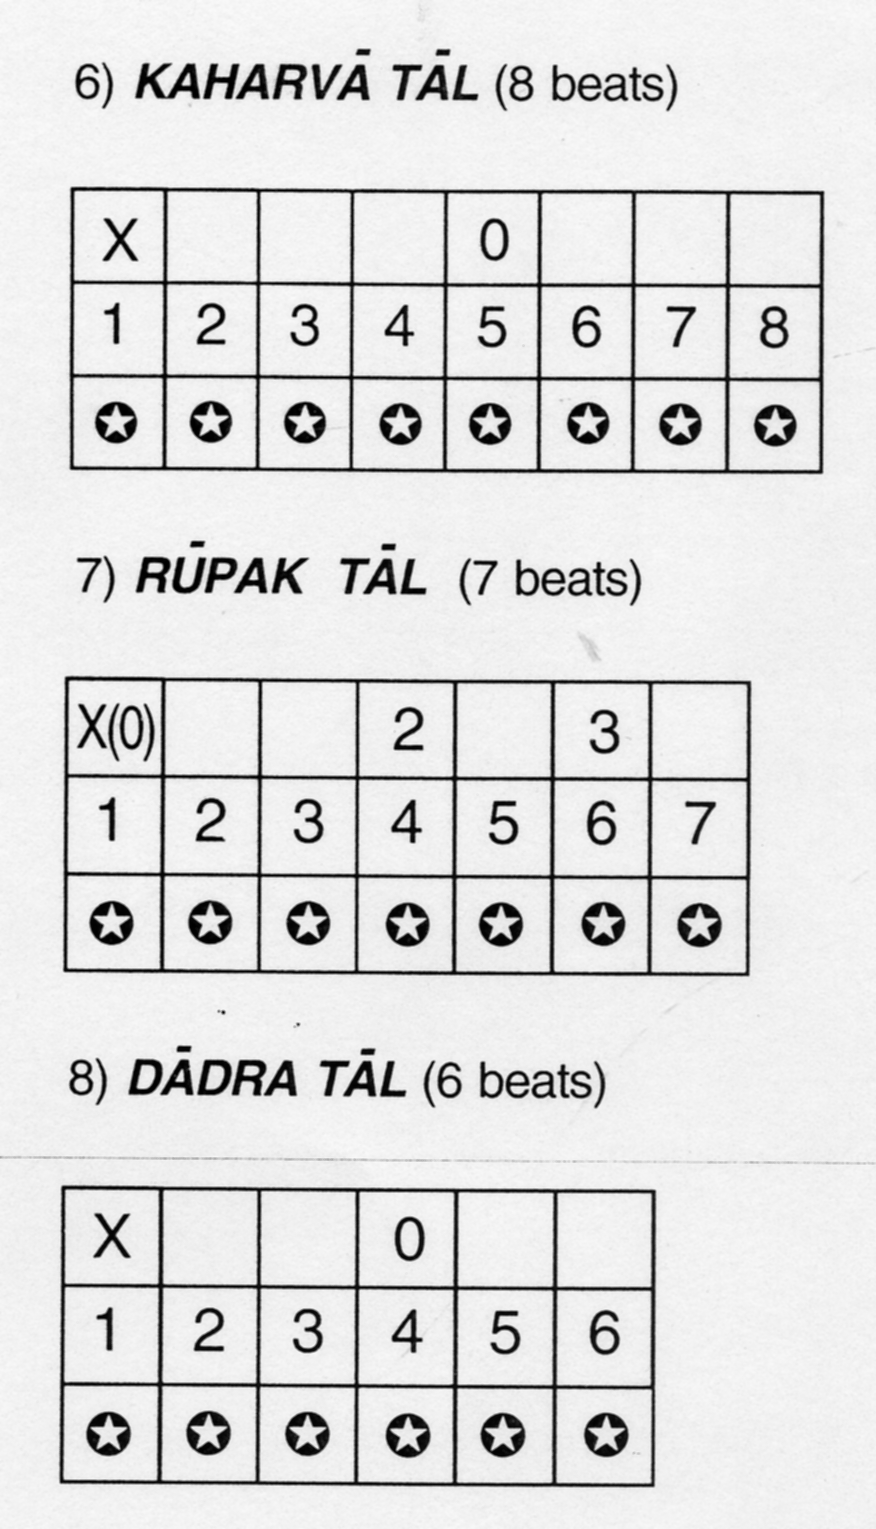 6) KAHARVĀ TĀL (8 beats)
X 0
1 2 3 4 5 6 7 8
✪ ✪ ✪ ✪ ✪ ✪ ✪ ✪
7) RŪPAK TĀL (7 beats)
X(0) 2 3
1 2 3 4 5 6 7
✪ ✪ ✪ ✪ ✪ ✪ ✪
8) DĀDRA TĀL (6 beats)
X 0
1 2 3 4 5 6
✪ ✪ ✪ ✪ ✪ ✪